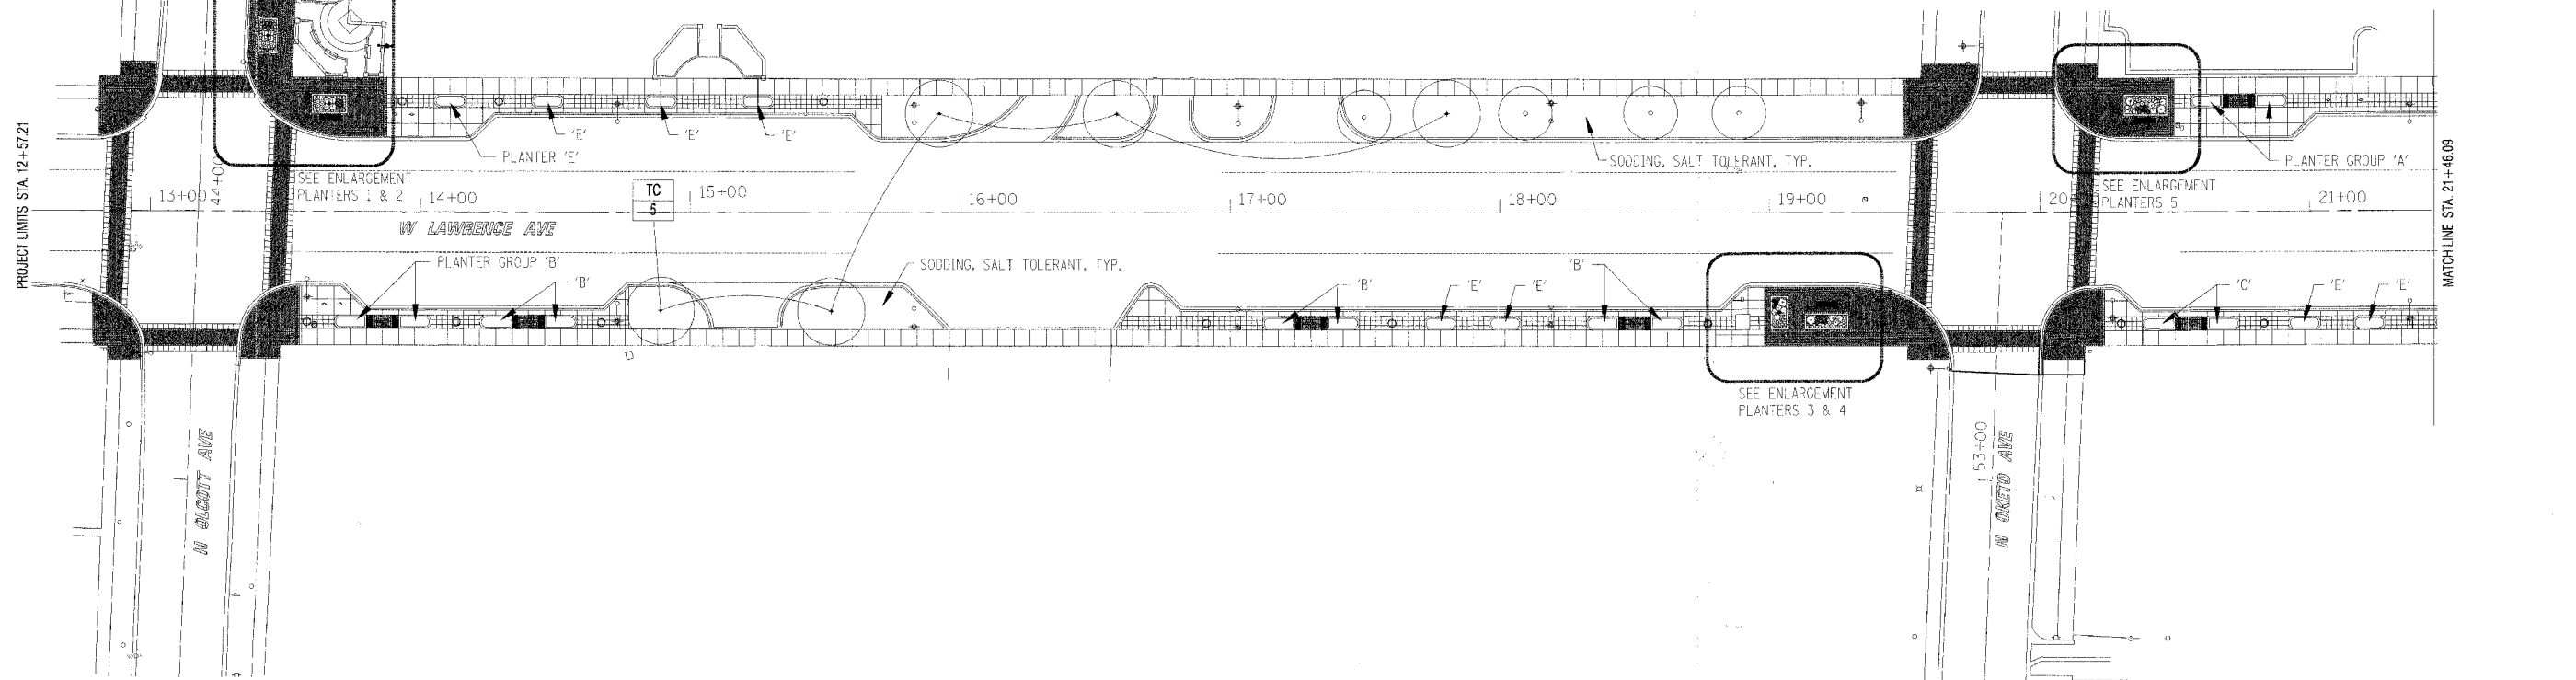 PROJECT LIMITS STA. 12+57.21
'E'
'E'
'E'
PLANTER 'E'
SODDING, SALT TOLERANT, TYP.
PLANTER GROUP 'A'
MATCH LINE STA. 21+46.09
SEE ENLARGEMENT
PLANTERS 1 & 2
SEE ENLARGEMENT
PLANTERS 5
13+00
44+00
14+00
TC
5
15+00
16+00
17+00
18+00
19+00
20
21+00
W LAWRENCE AVE
PLANTER GROUP 'B'
'B'
SODDING, SALT TOLERANT, TYP.
'B'
'B'
'E'
'E'
'C'
'E'
'E'
SEE ENLARGEMENT
PLANTERS 3 & 4
N OLCOTT AVE
53+00
N OKETO AVE